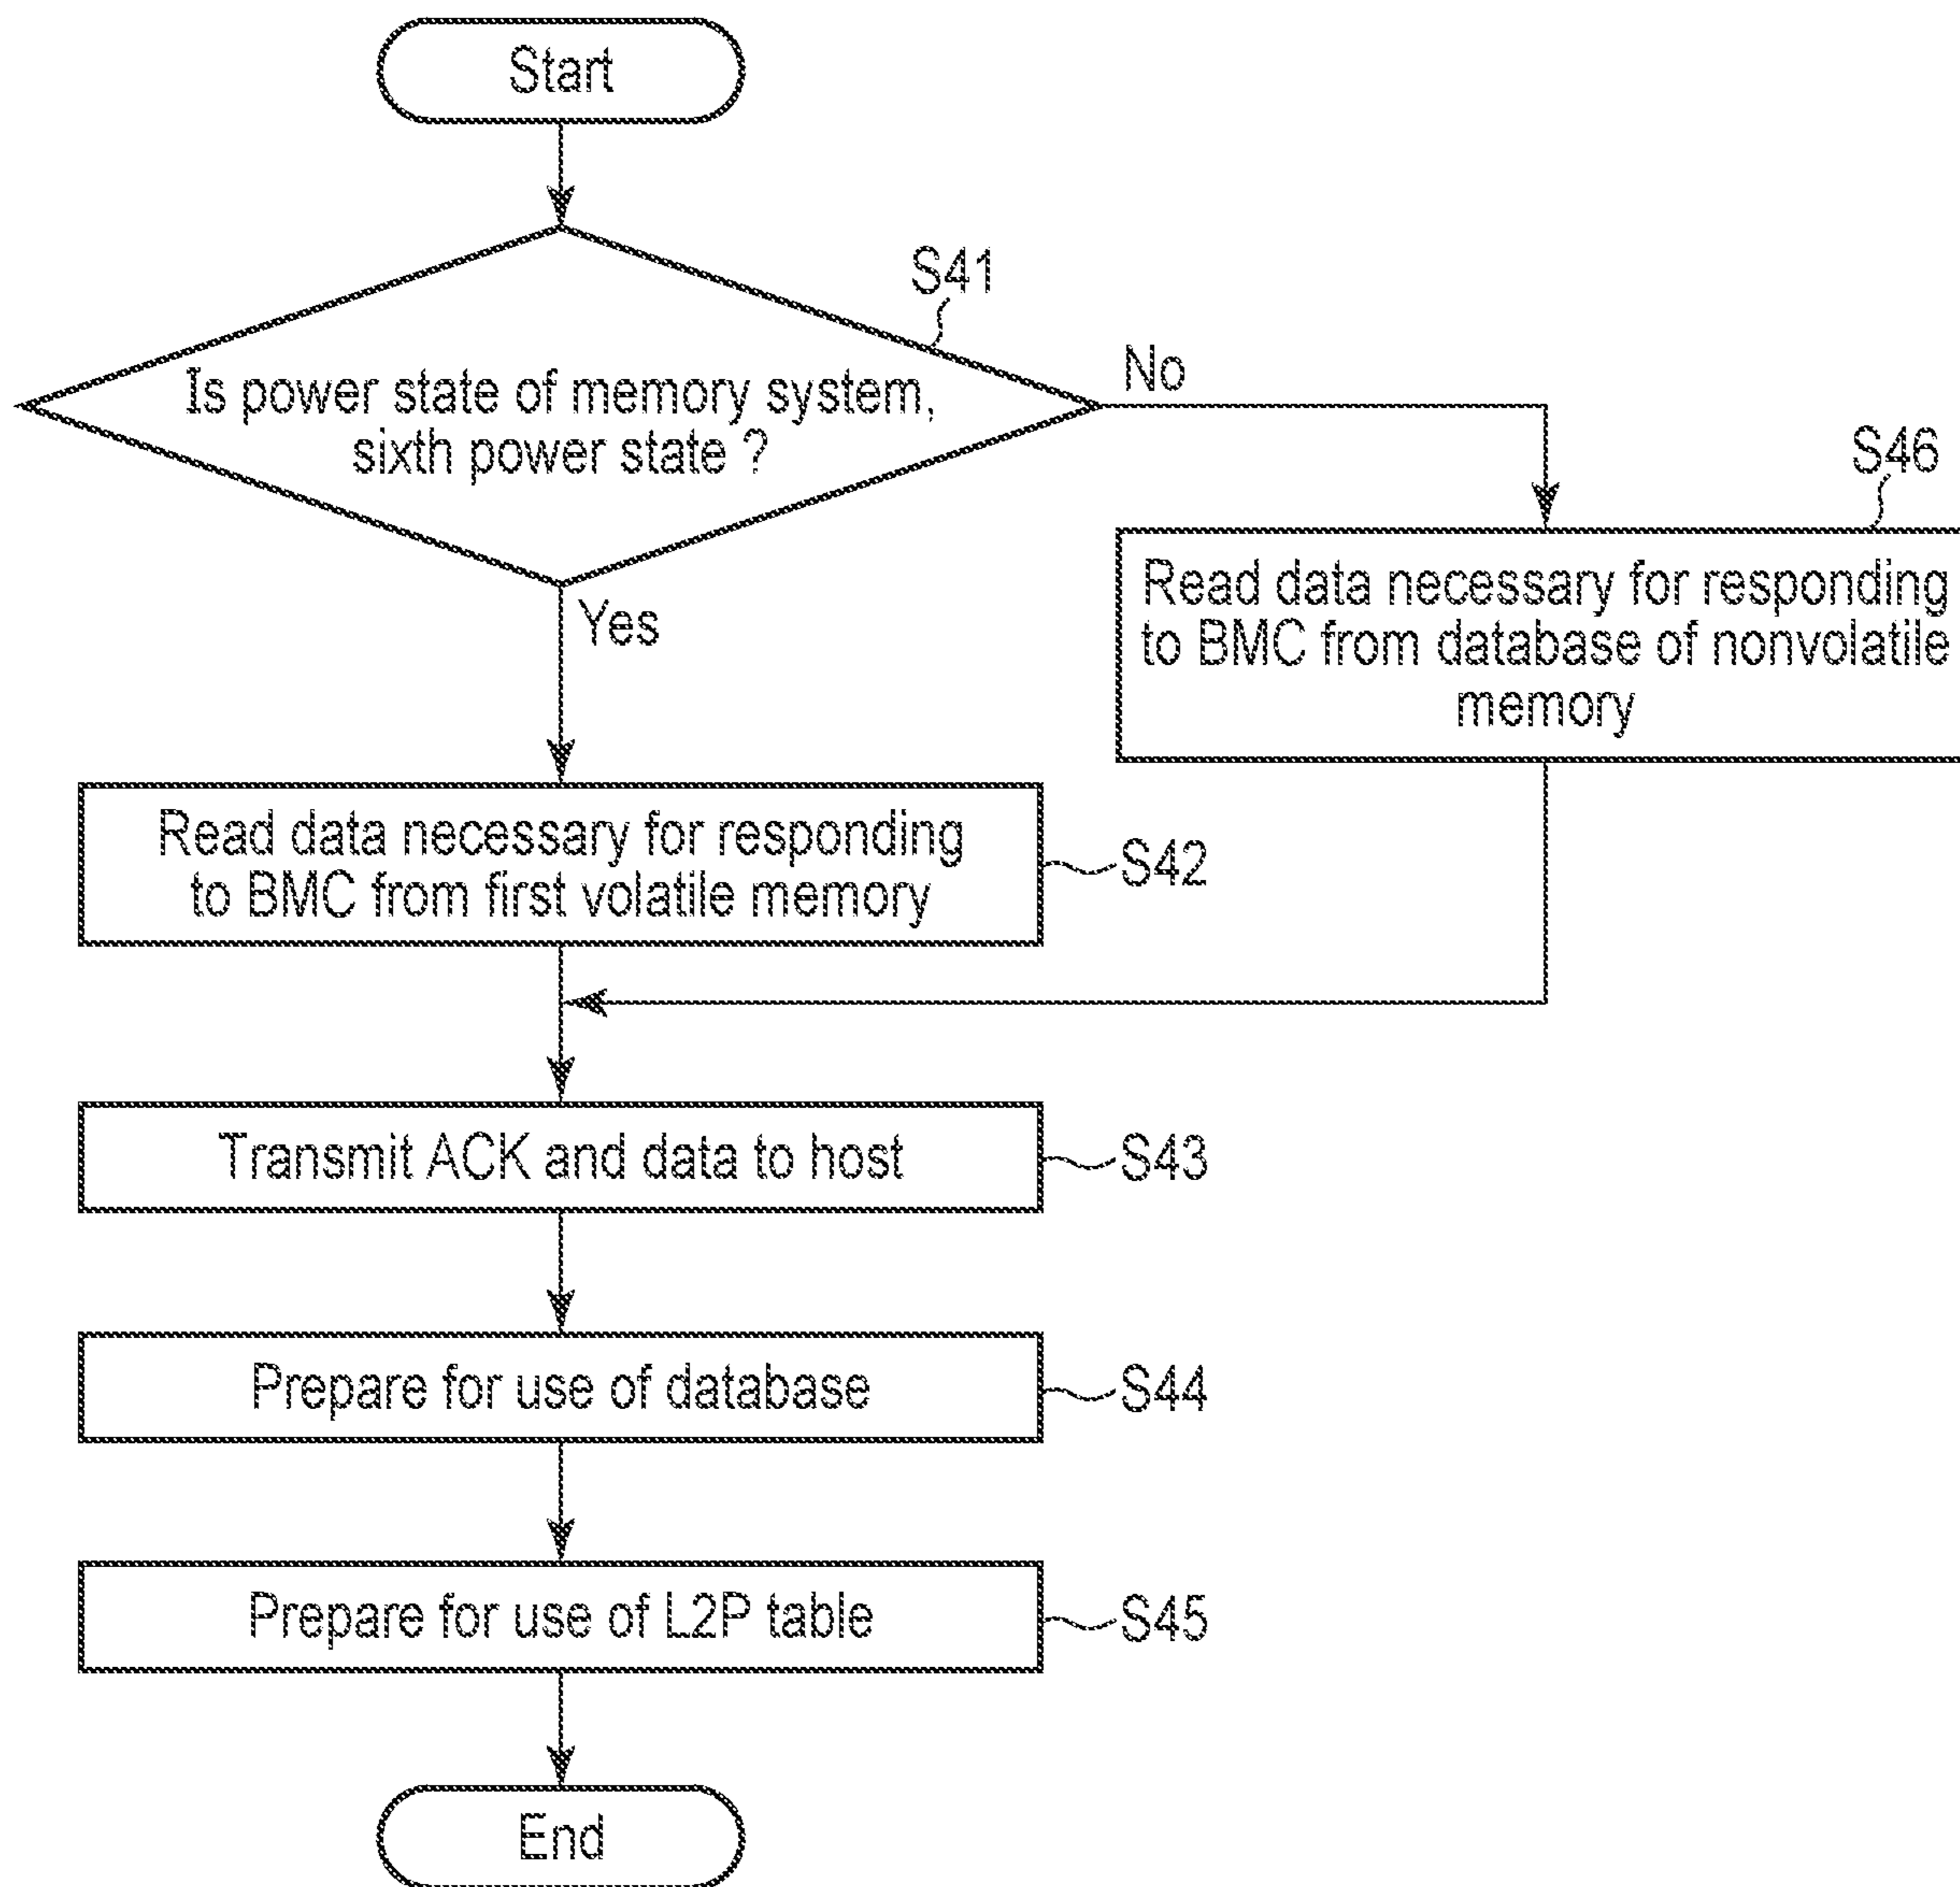 Start
S41
Is power state of memory system,
sixth power state ?
No
Yes
S46
Read data necessary for responding
to BMC from database of nonvolatile
memory
Read data necessary for responding
to BMC from first volatile memory
S42
Transmit ACK and data to host
S43
Prepare for use of database
S44
Prepare for use of L2P table
S45
End